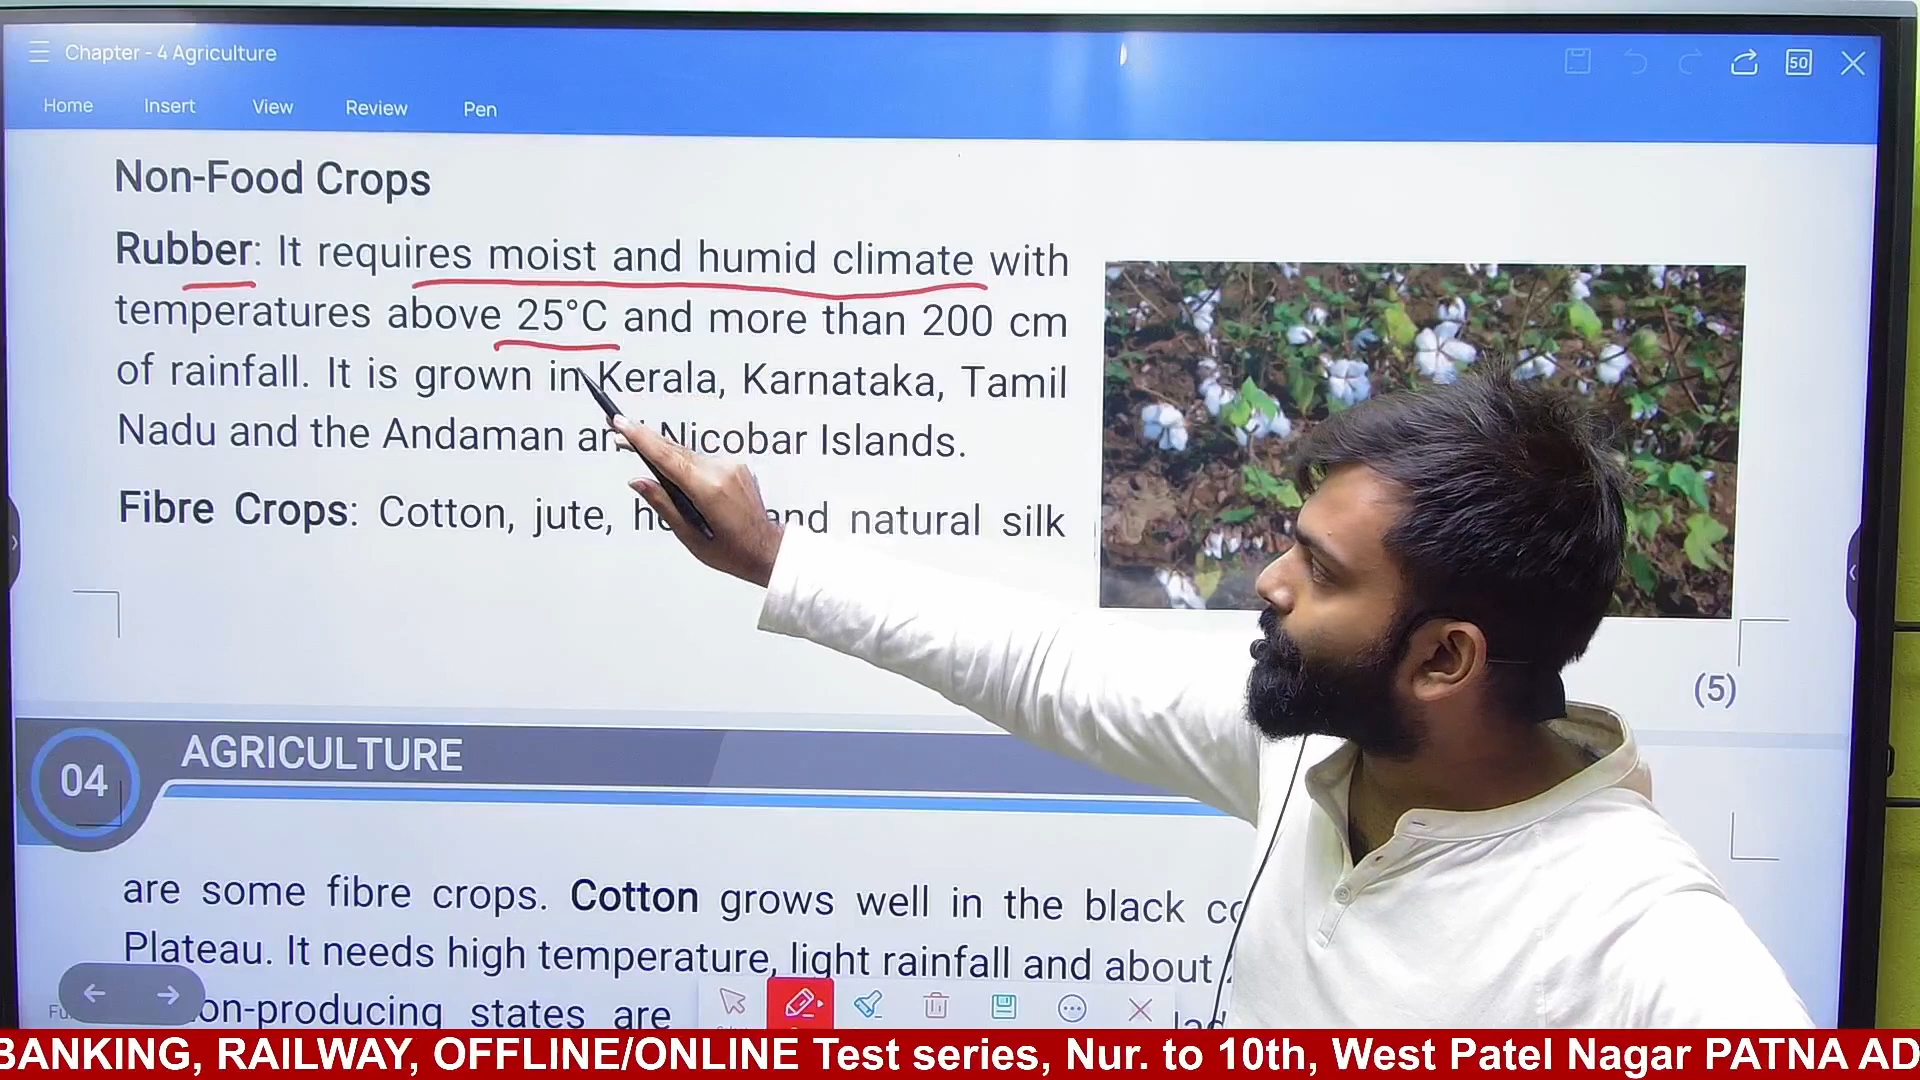 Chapter - 4 Agriculture
50
Home Insert View Review Pen
Non-Food Crops
Rubber: It requires moist and humid climate with
temperatures above 25°C and more than 200 cm
of rainfall. It is grown in Kerala, Karnataka, Tamil
Nadu and the Andaman and Nicobar Islands.
Fibre Crops: Cotton, jute, and natural silk
(5)
04 AGRICULTURE
are some fibre crops. Cotton grows well in the black
Plateau. It needs high temperature, light rainfall and about
on-producing states are
BANKING, RAILWAY, OFFLINE/ONLINE Test series, Nur. to 10th, West Patel Nagar PATNA AD